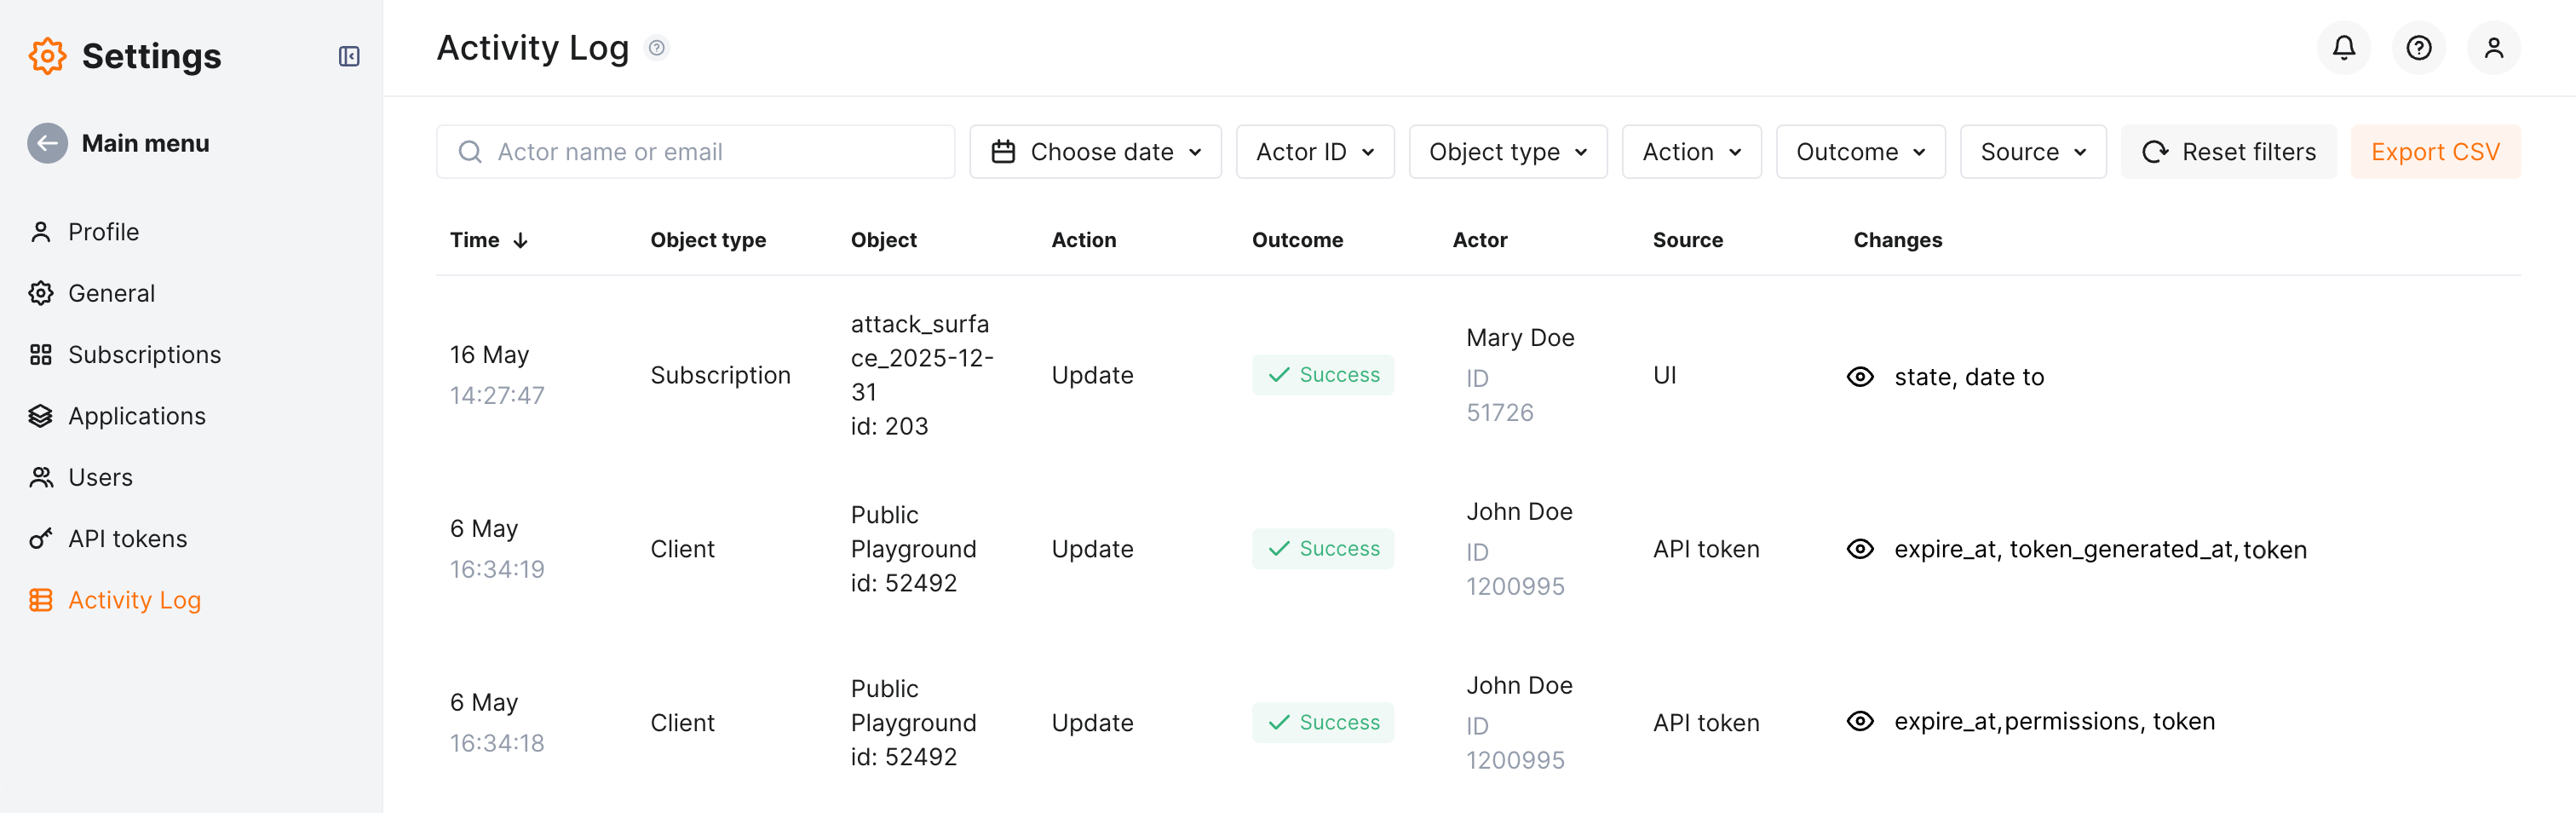 Settings
Main menu
Profile
General
Subscriptions
Applications
Users
API tokens
Activity Log
Activity Log
Actor name or email
Choose date
Actor ID
Object type
Action
Outcome
Source
Reset filters
Export CSV
Time
Object type
Object
Action
Outcome
Actor
Source
Changes
16 May
14:27:47
Subscription
attack_surfa
ce_2025-12-
31
id: 203
Update
Success
Mary Doe
ID
51726
UI
state, date to
6 May
16:34:19
Client
Public
Playground
id: 52492
Update
Success
John Doe
ID
1200995
API token
expire_at, token_generated_at, token
6 May
16:34:18
Client
Public
Playground
id: 52492
Update
Success
John Doe
ID
1200995
API token
expire_at,permissions, token